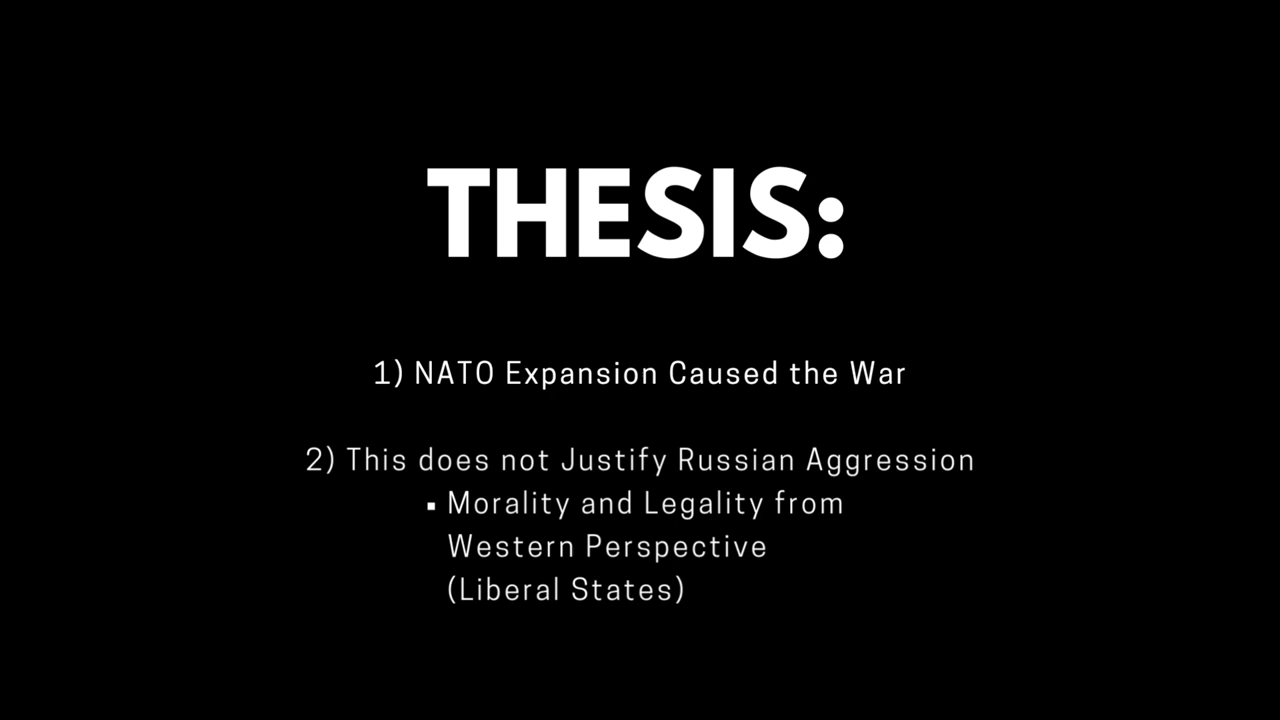 THESIS:
1) NATO Expansion Caused the War
2) This does not Justify Russian Aggression
▪ Morality and Legality from
Western Perspective
(Liberal States)